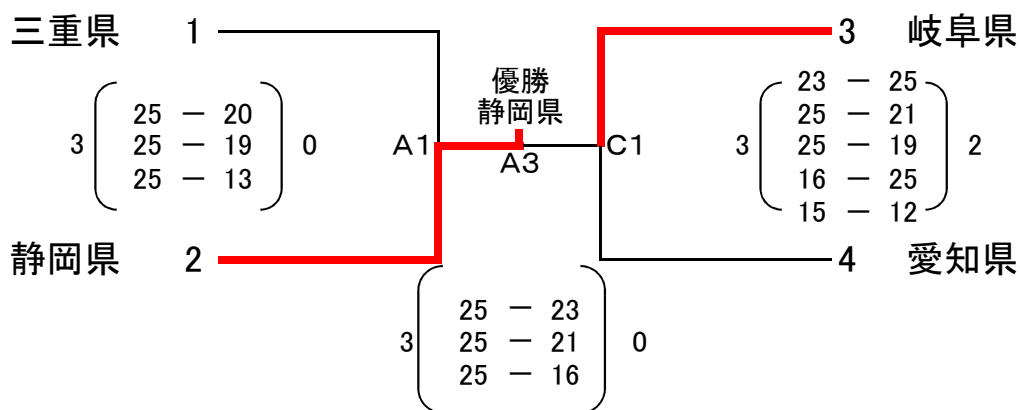 三重県 1
3 岐阜県
優勝
静岡県
3
25 － 20
25 － 19
25 － 13
0
A1
A3
C1
3
23 － 25
25 － 21
25 － 19
16 － 25
15 － 12
2
静岡県 2
4 愛知県
3
25 － 23
25 － 21
25 － 16
0